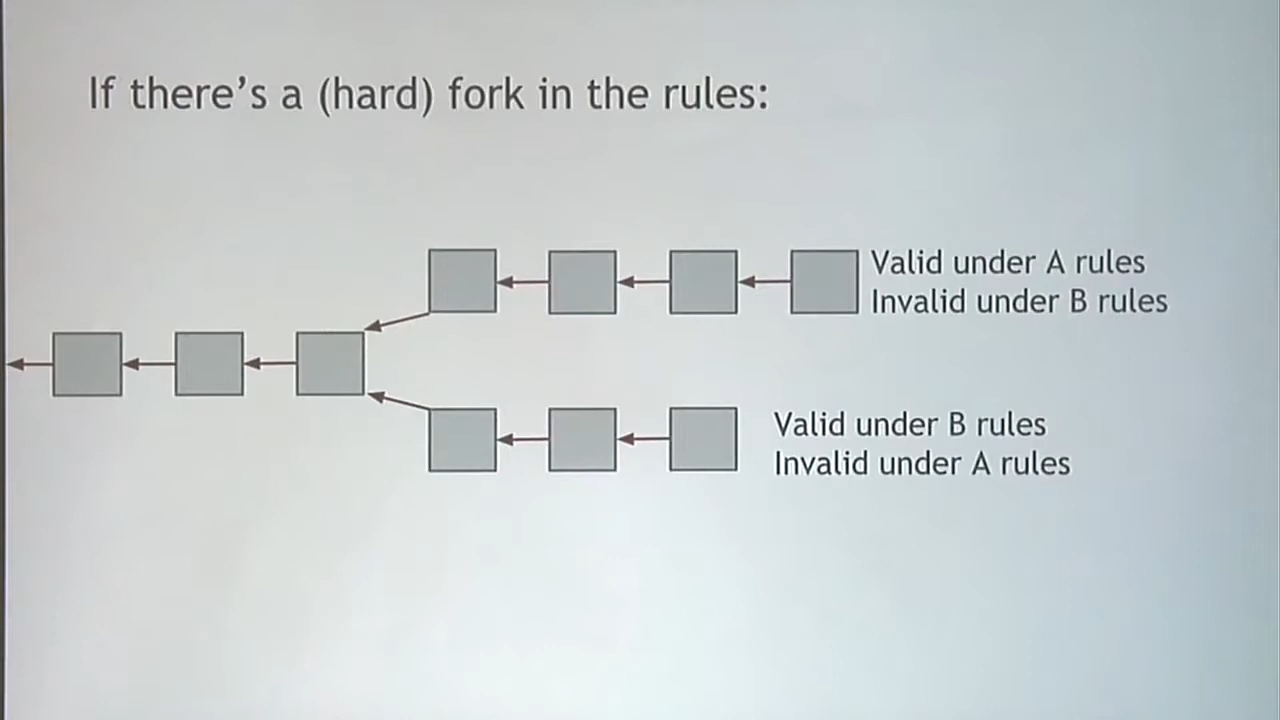 If there's a (hard) fork in the rules:
Valid under A rules
Invalid under B rules
Valid under B rules
Invalid under A rules